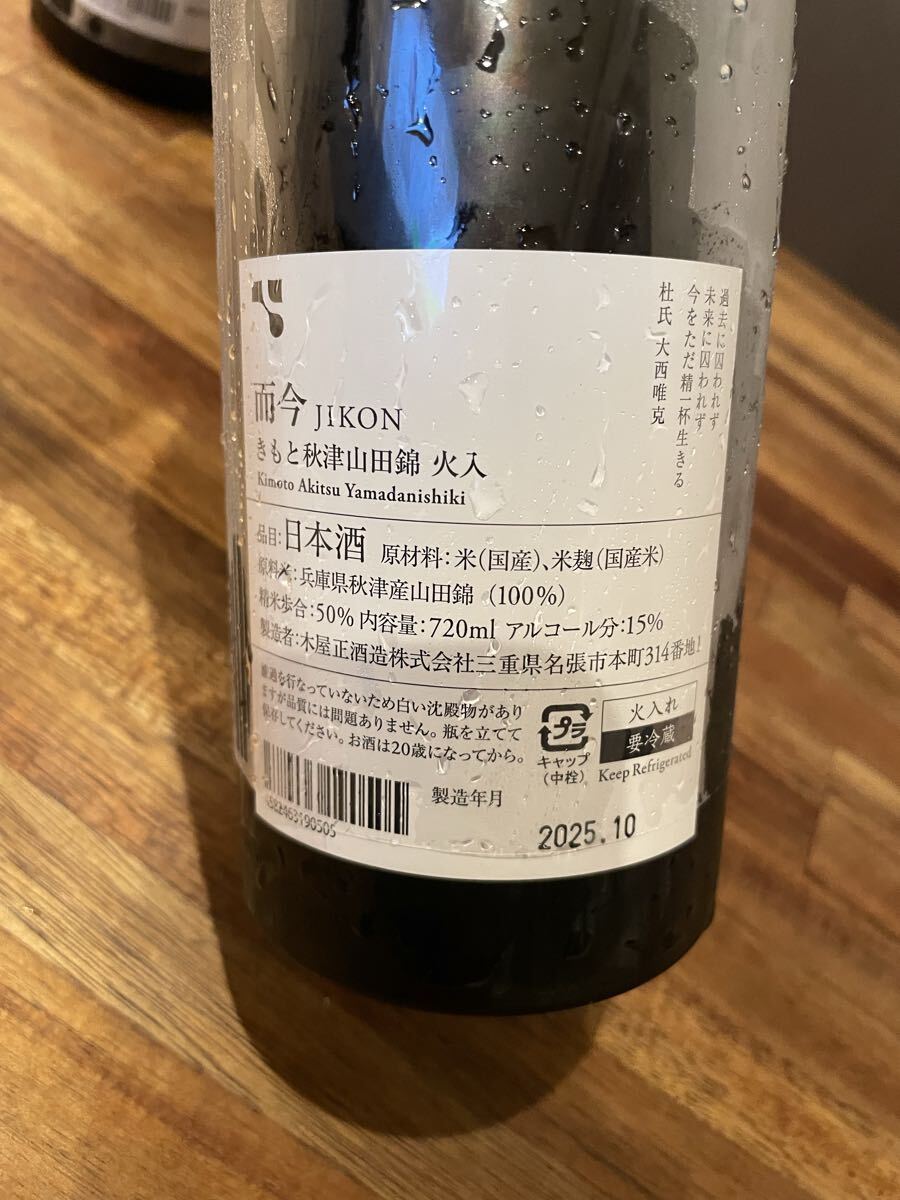 過去に囚われず
未来に囚われず
今をただ精一杯生きる
杜氏 大西唯克
而今 JIKON
きもと秋津山田錦 火入
Kimoto Akitsu Yamadanishiki
品目:日本酒 原材料:米(国産)、米麹(国産米)
原料米:兵庫県秋津産山田錦 (100%)
精米歩合:50% 内容量:720ml アルコール分:15%
製造者:木屋正酒造株式会社三重県名張市本町314番地1
濾過を行なっていないため白い沈殿物があり
ますが品質には問題ありません。瓶を立てて
保存してください。お酒は20歳になってから。
プラ
キャップ
(中栓)
火入れ
要冷蔵
Keep Refrigerated
製造年月
2025.10